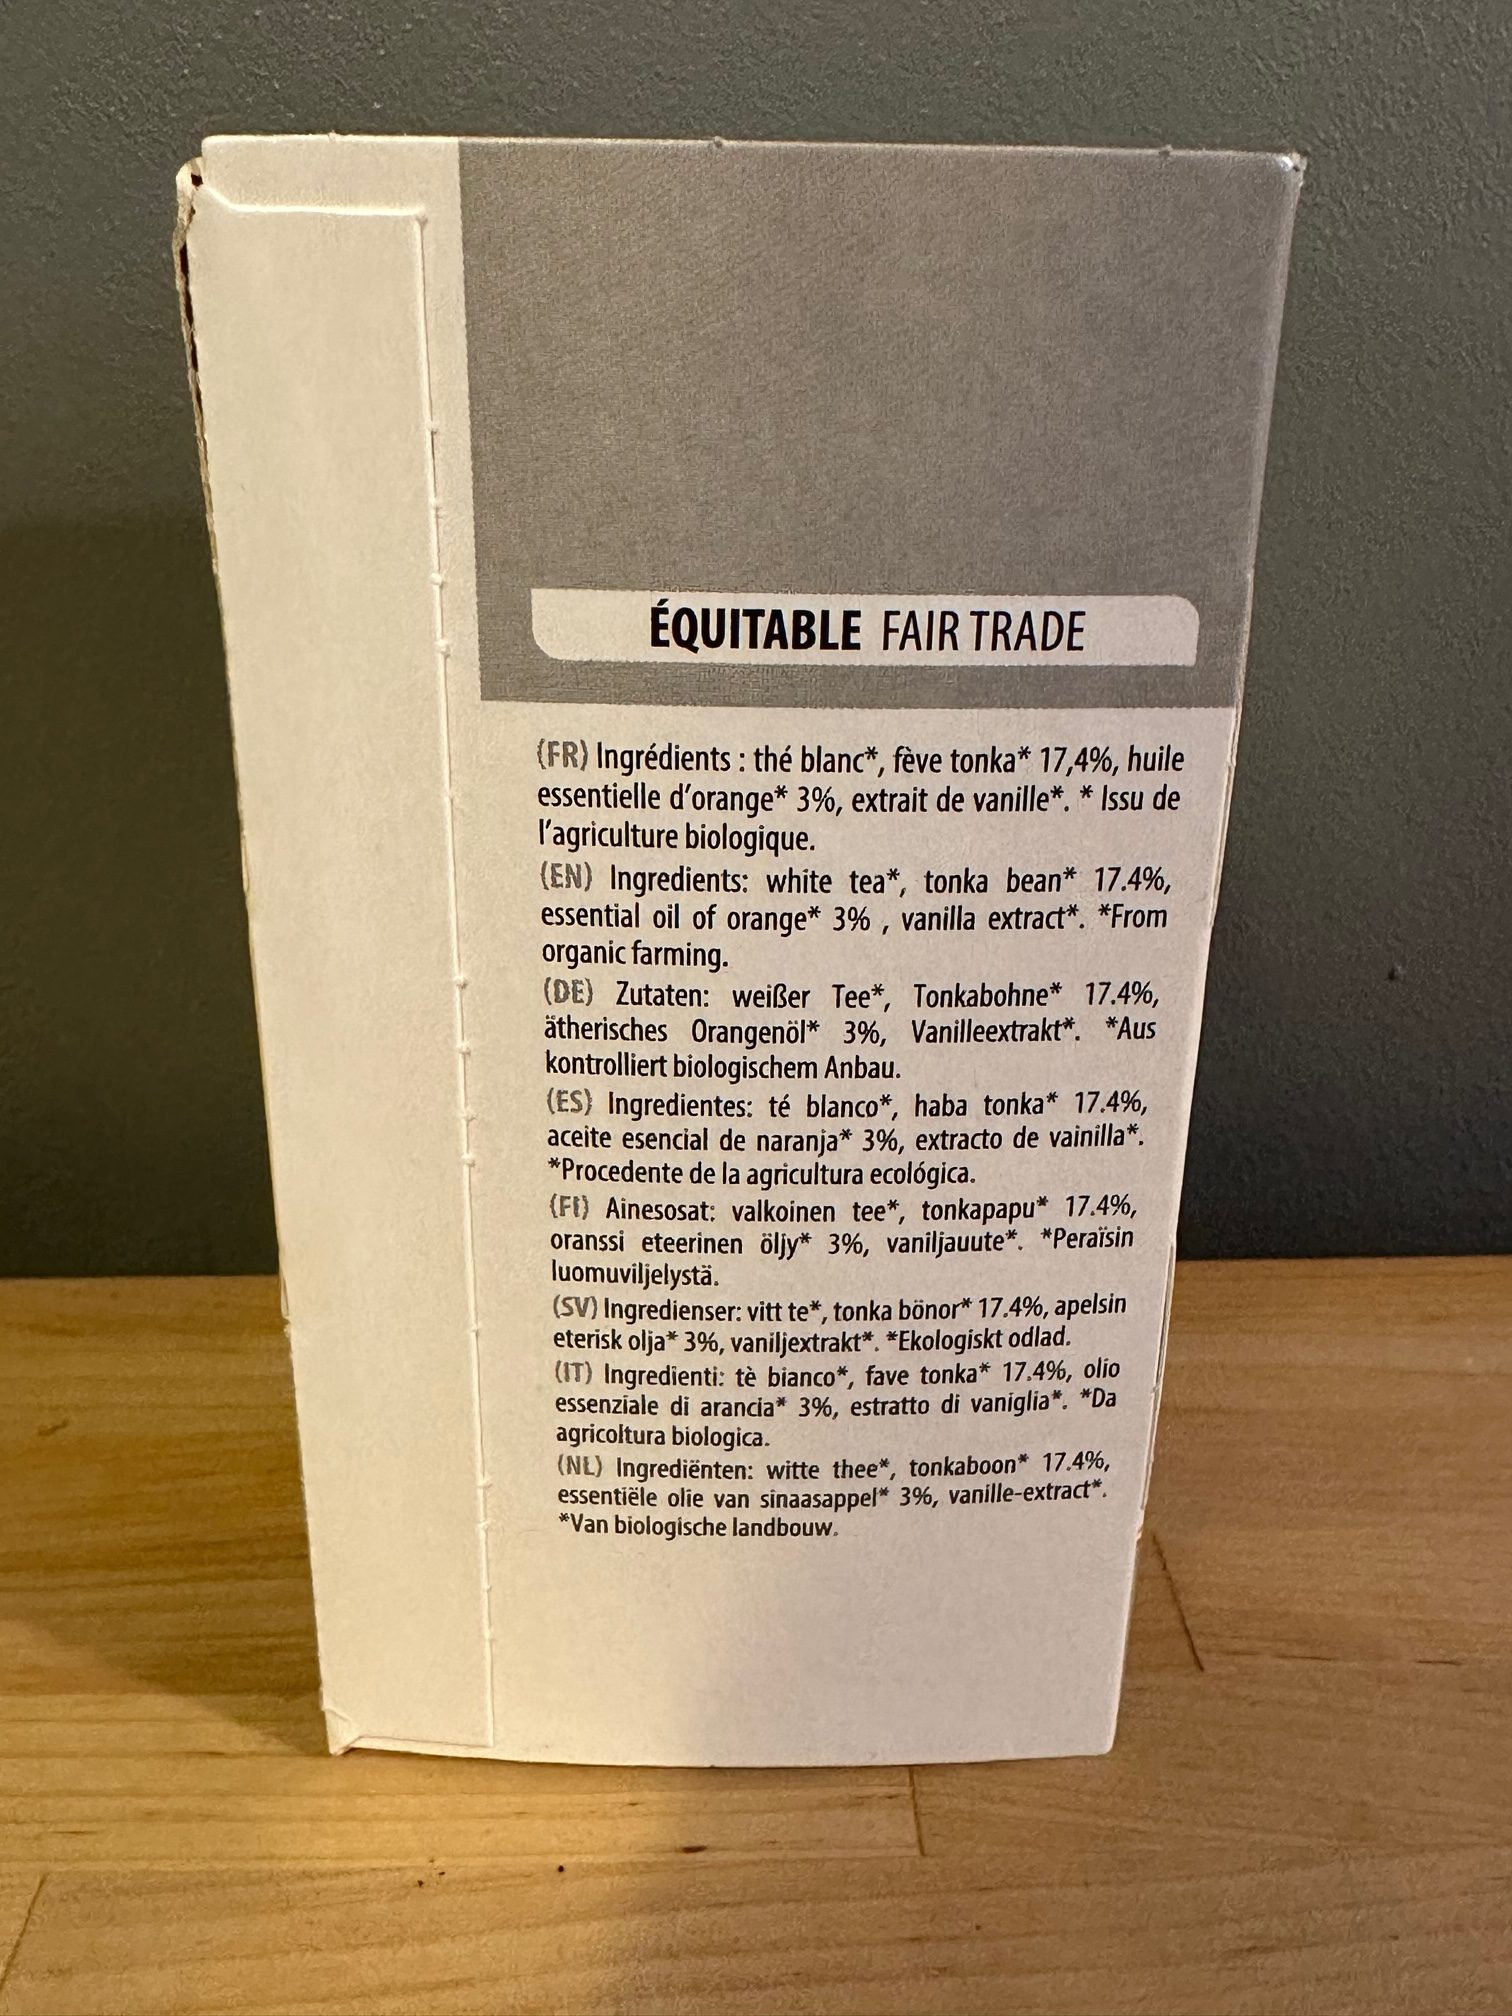 ÉQUITABLE FAIR TRADE
(FR) Ingrédients : thé blanc*, fève tonka* 17,4%, huile
essentielle d'orange* 3%, extrait de vanille*. * Issu de
l'agriculture biologique.
(EN) Ingredients: white tea*, tonka bean* 17.4%,
essential oil of orange* 3% , vanilla extract*. *From
organic farming.
(DE) Zutaten: weißer Tee*, Tonkabohne* 17.4%,
ätherisches Orangenöl* 3%, Vanilleextrakt*. *Aus
kontrolliert biologischem Anbau.
(ES) Ingredientes: té blanco*, haba tonka* 17.4%,
aceite esencial de naranja* 3%, extracto de vainilla*.
*Procedente de la agricultura ecológica.
(FI) Ainesosat: valkoinen tee*, tonkapapu* 17.4%,
oranssi eteerinen öljy* 3%, vaniljauute*. *Peraïsin
luomuviljelystä.
(SV) Ingredienser: vitt te*, tonka bönor* 17.4%, apelsin
eterisk olja* 3%, vaniljextrakt*. *Ekologiskt odlad.
(IT) Ingredienti: tè bianco*, fave tonka* 17.4%, olio
essenziale di arancia* 3%, estratto di vaniglia*. *Da
agricoltura biologica.
(NL) Ingrediënten: witte thee*, tonkaboon* 17.4%,
essentiële olie van sinaasappel* 3%, vanille-extract*.
*Van biologische landbouw.